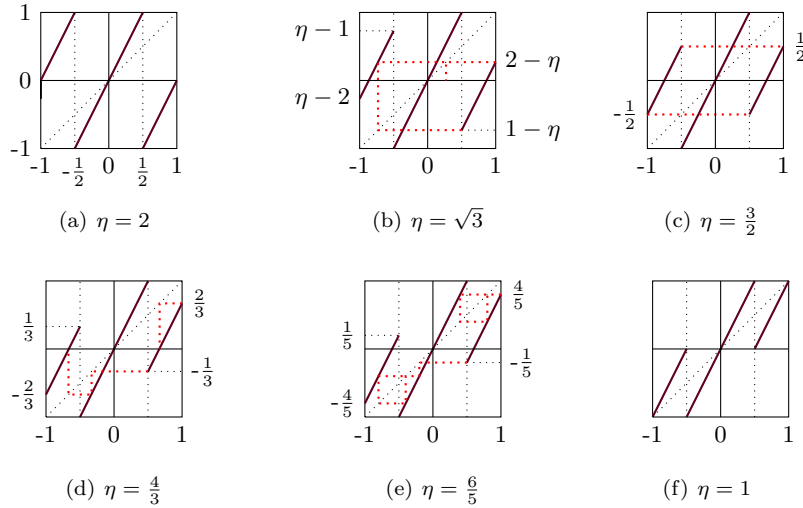 1
0
-1
-1 -1/2 0 1/2 1
(a) η = 2
η − 1
η − 2
2 − η
1 − η
-1 0 1
(b) η = √3
1/2
-1/2
-1 0 1
(c) η = 3/2
1/3
-2/3
2/3
-1/3
-1 0 1
(d) η = 4/3
1/5
-4/5
4/5
-1/5
-1 0 1
(e) η = 6/5
-1 0 1
(f) η = 1